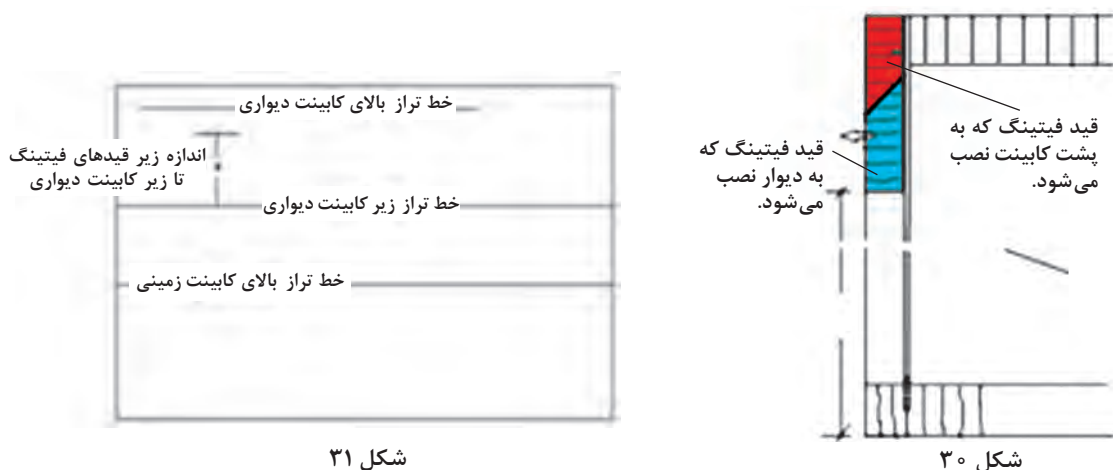 خط تراز بالای کابینت دیواری
اندازه زیر قیدهای فیتینگ
تا زیر کابینت دیواری
خط تراز زیر کابینت دیواری
خط تراز بالای کابینت زمینی
شکل ۳۱
قید فیتینگ که به
پشت کابینت نصب
می‌شود.
قید فیتینگ که
به دیوار نصب
می‌شود.
شکل ۳۰